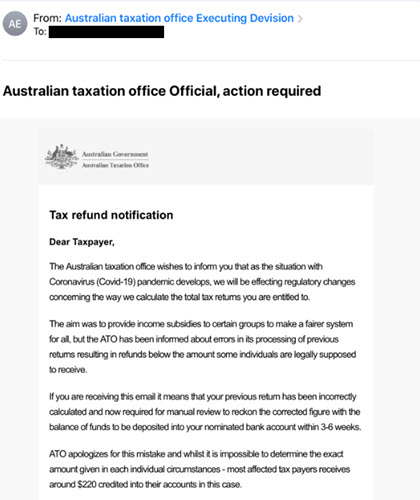 AE
From: Australian taxation office Executing Devision >
To:
Australian taxation office Official, action required
Australian Government
Australian Taxation Office
Tax refund notification
Dear Taxpayer,
The Australian taxation office wishes to inform you that as the situation with
Coronavirus (Covid-19) pandemic develops, we will be effecting regulatory changes
concerning the way we calculate the total tax returns you are entitled to.
The aim was to provide income subsidies to certain groups to make a fairer system
for all, but the ATO has been informed about errors in its processing of previous
returns resulting in refunds below the amount some individuals are legally supposed
to receive.
If you are receiving this email it means that your previous return has been incorrectly
calculated and now required for manual review to reckon the corrected figure with the
balance of funds to be deposited into your nominated bank account within 3-6 weeks.
ATO apologizes for this mistake and whilst it is impossible to determine the exact
amount given in each individual circumstances - most affected tax payers receives
around $220 credited into their accounts in this case.